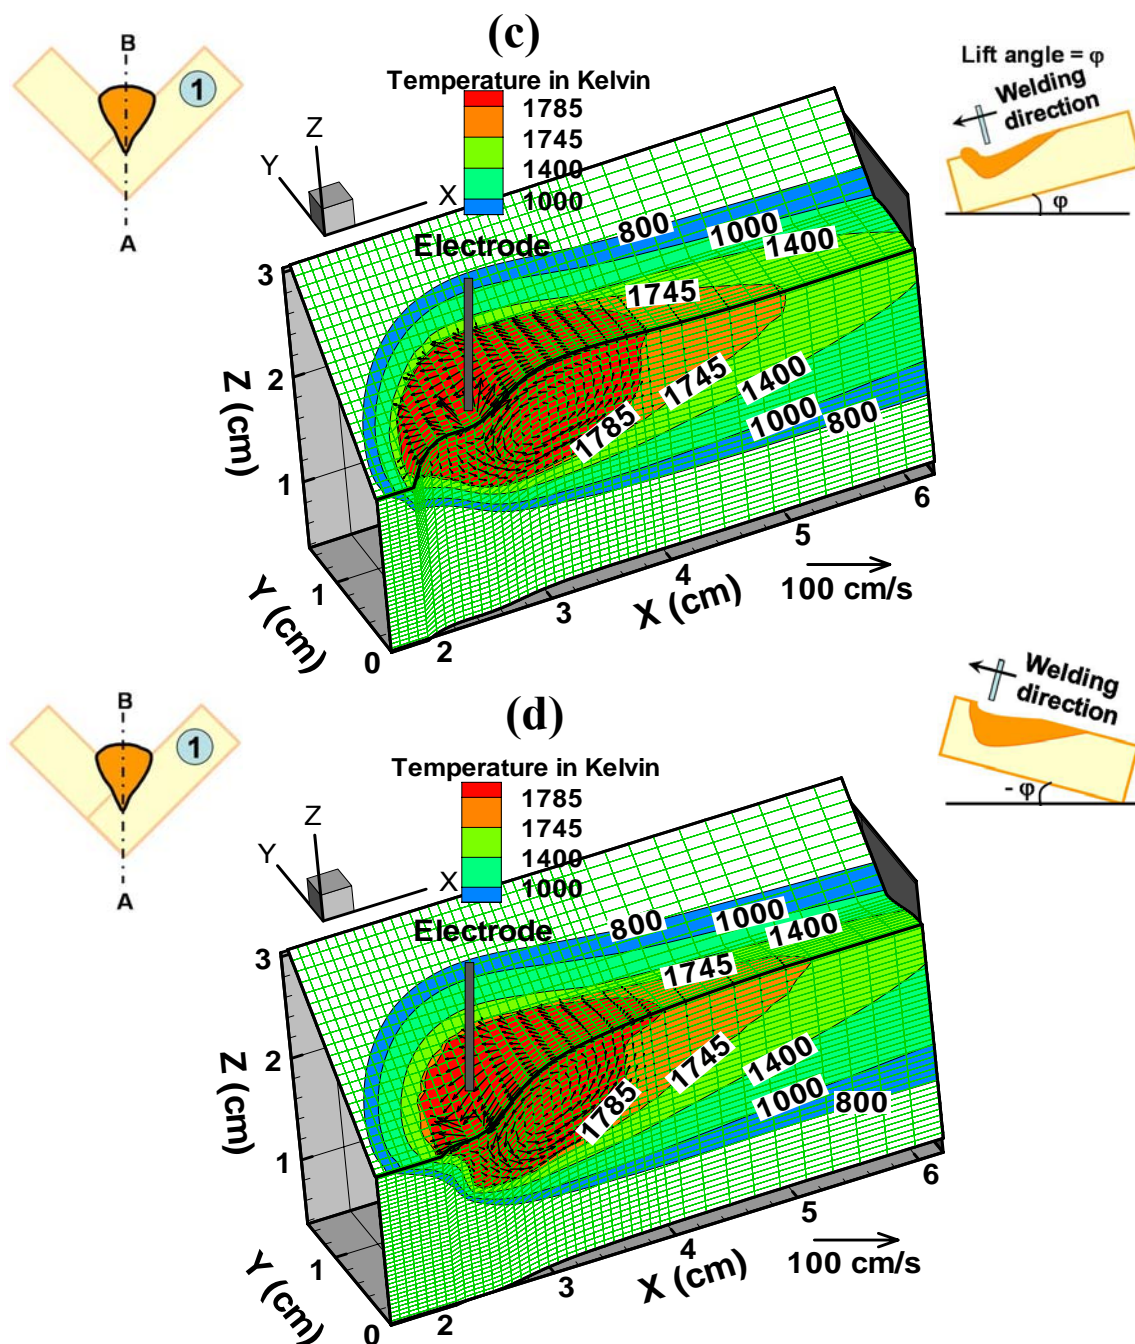 (c)
B
1
A
Temperature in Kelvin
1785
1745
1400
1000
Z
Y
X
Electrode
Lift angle = φ
Welding
direction
φ
800
1000
1400
1745
1745
1785
1400
1000
800
3
2
1
Z (cm)
1
0
Y (cm)
2
3
4
5
6
X (cm)
100 cm/s
(d)
B
1
A
Temperature in Kelvin
1785
1745
1400
1000
Z
Y
X
Electrode
Welding
direction
- φ
800
1000
1400
1745
1745
1785
1400
1000
800
3
2
1
Z (cm)
1
0
Y (cm)
2
3
4
5
6
X (cm)
100 cm/s